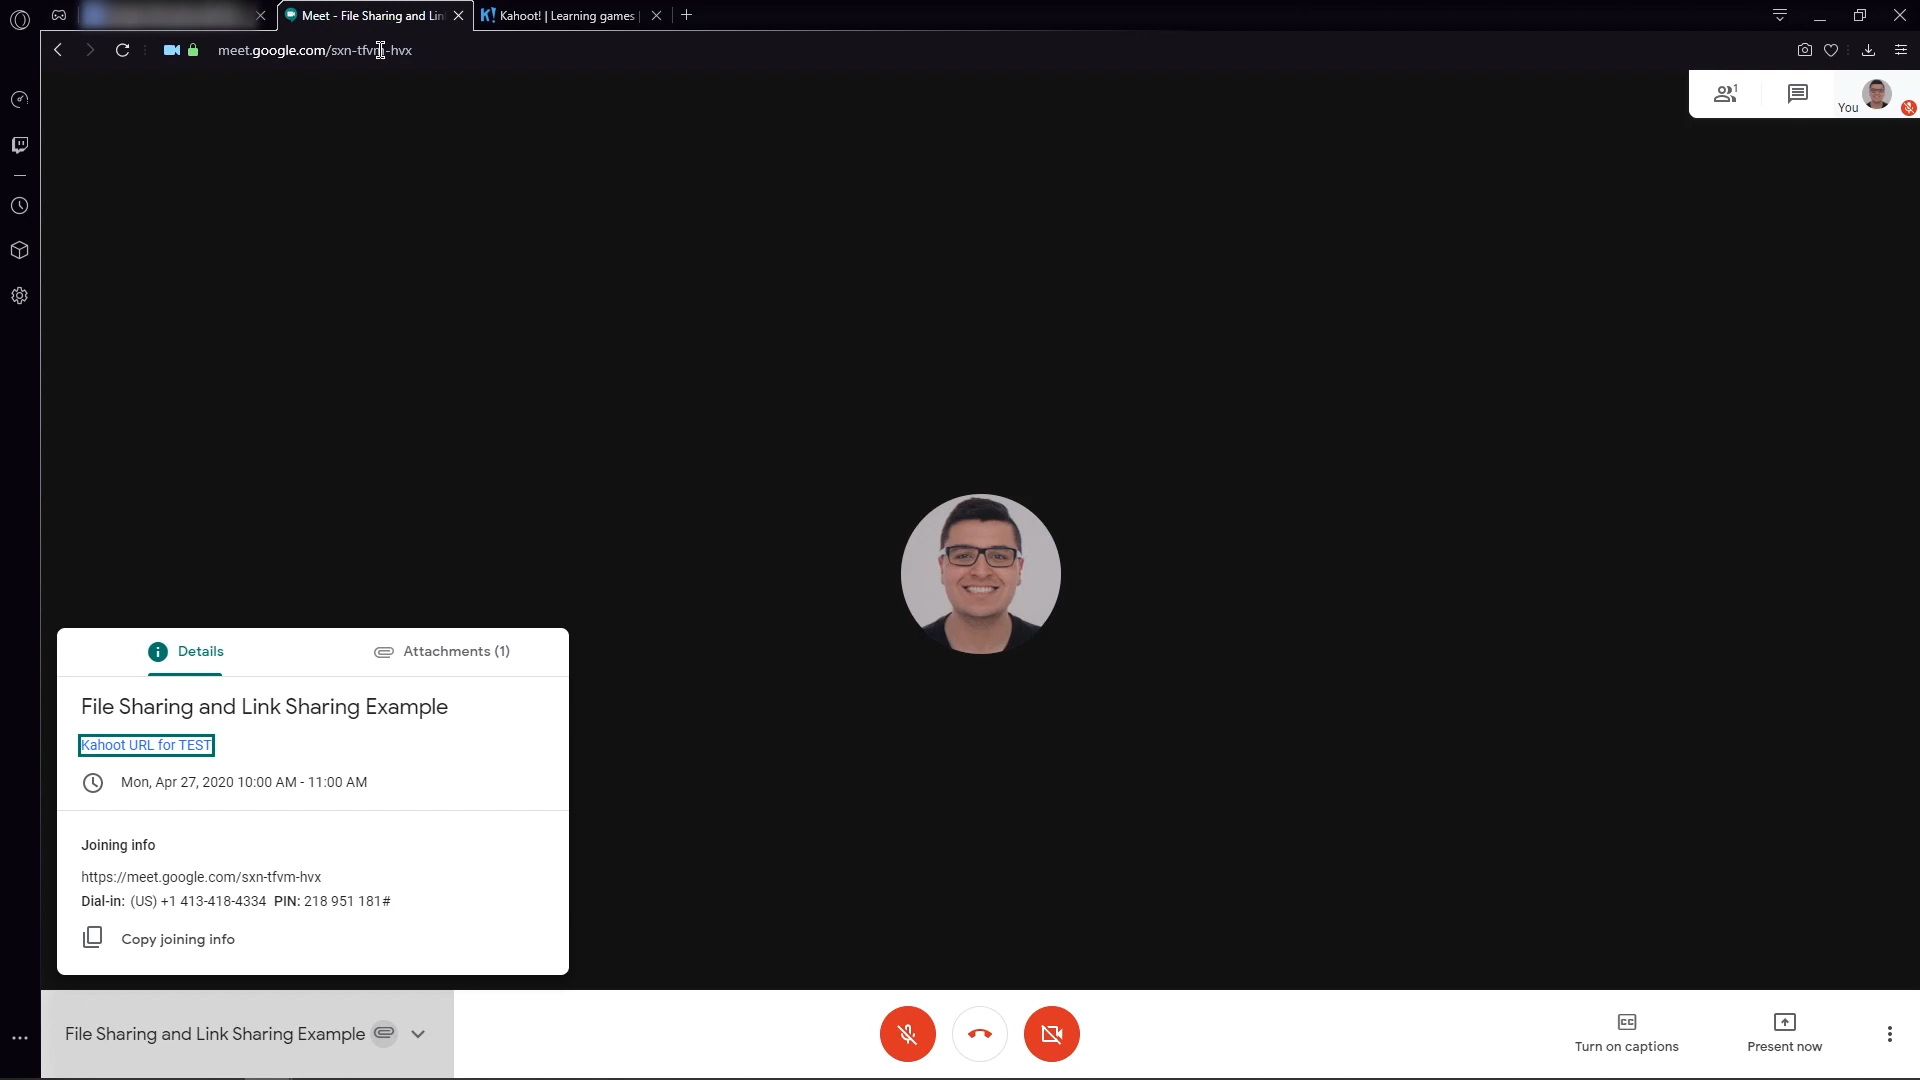 Meet - File Sharing and Lin
K! Kahoot! | Learning games
meet.google.com/sxn-tfvm-hvx
1
You
Details
Attachments (1)
File Sharing and Link Sharing Example
Kahoot URL for TEST
Mon, Apr 27, 2020 10:00 AM - 11:00 AM
Joining info
https://meet.google.com/sxn-tfvm-hvx
Dial-in: (US) +1 413-418-4334 PIN: 218 951 181#
Copy joining info
File Sharing and Link Sharing Example
CC
Turn on captions
Present now